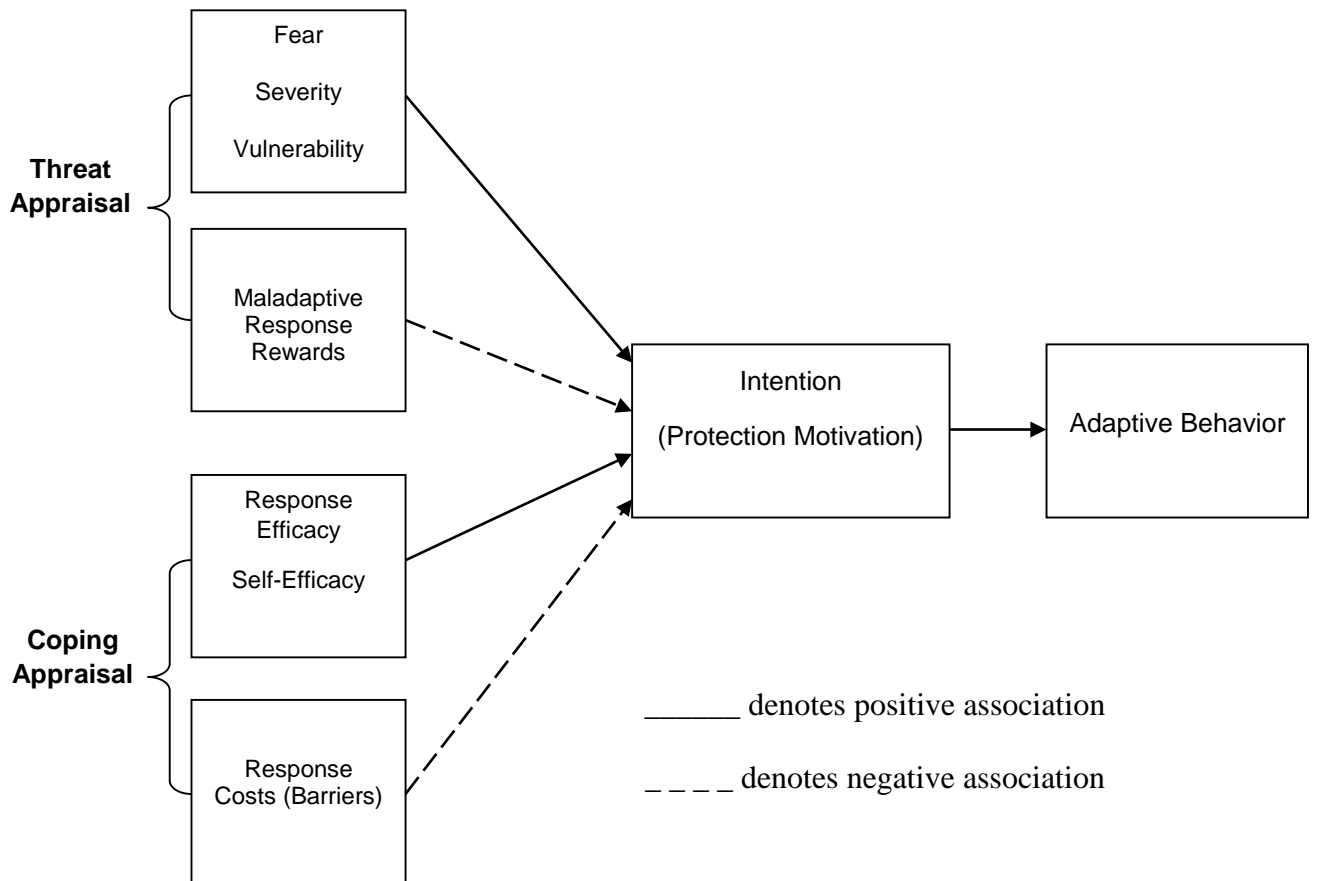 Fear
Severity
Vulnerability
Threat
Appraisal
Maladaptive
Response
Rewards
Intention
(Protection Motivation)
Adaptive Behavior
Response
Efficacy
Self-Efficacy
Coping
Appraisal
Response
Costs (Barriers)
______ denotes positive association
_ _ _ _ denotes negative association